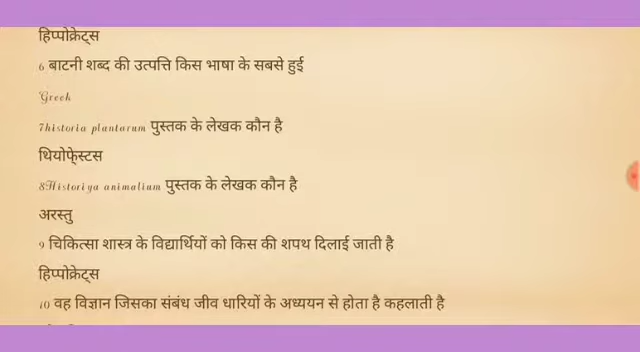 हिप्पोक्रेट्स
6 बाटनी शब्द की उत्पत्ति किस भाषा के सबसे हुई
Greek
7historia plantarum पुस्तक के लेखक कौन है
थियोफे्स्टस
8Historiya animalium पुस्तक के लेखक कौन है
अरस्तु
9 चिकित्सा शास्त्र के विद्यार्थियों को किस की शपथ दिलाई जाती है
हिप्पोक्रेट्स
10 वह विज्ञान जिसका संबंध जीव धारियों के अध्ययन से होता है कहलाती है